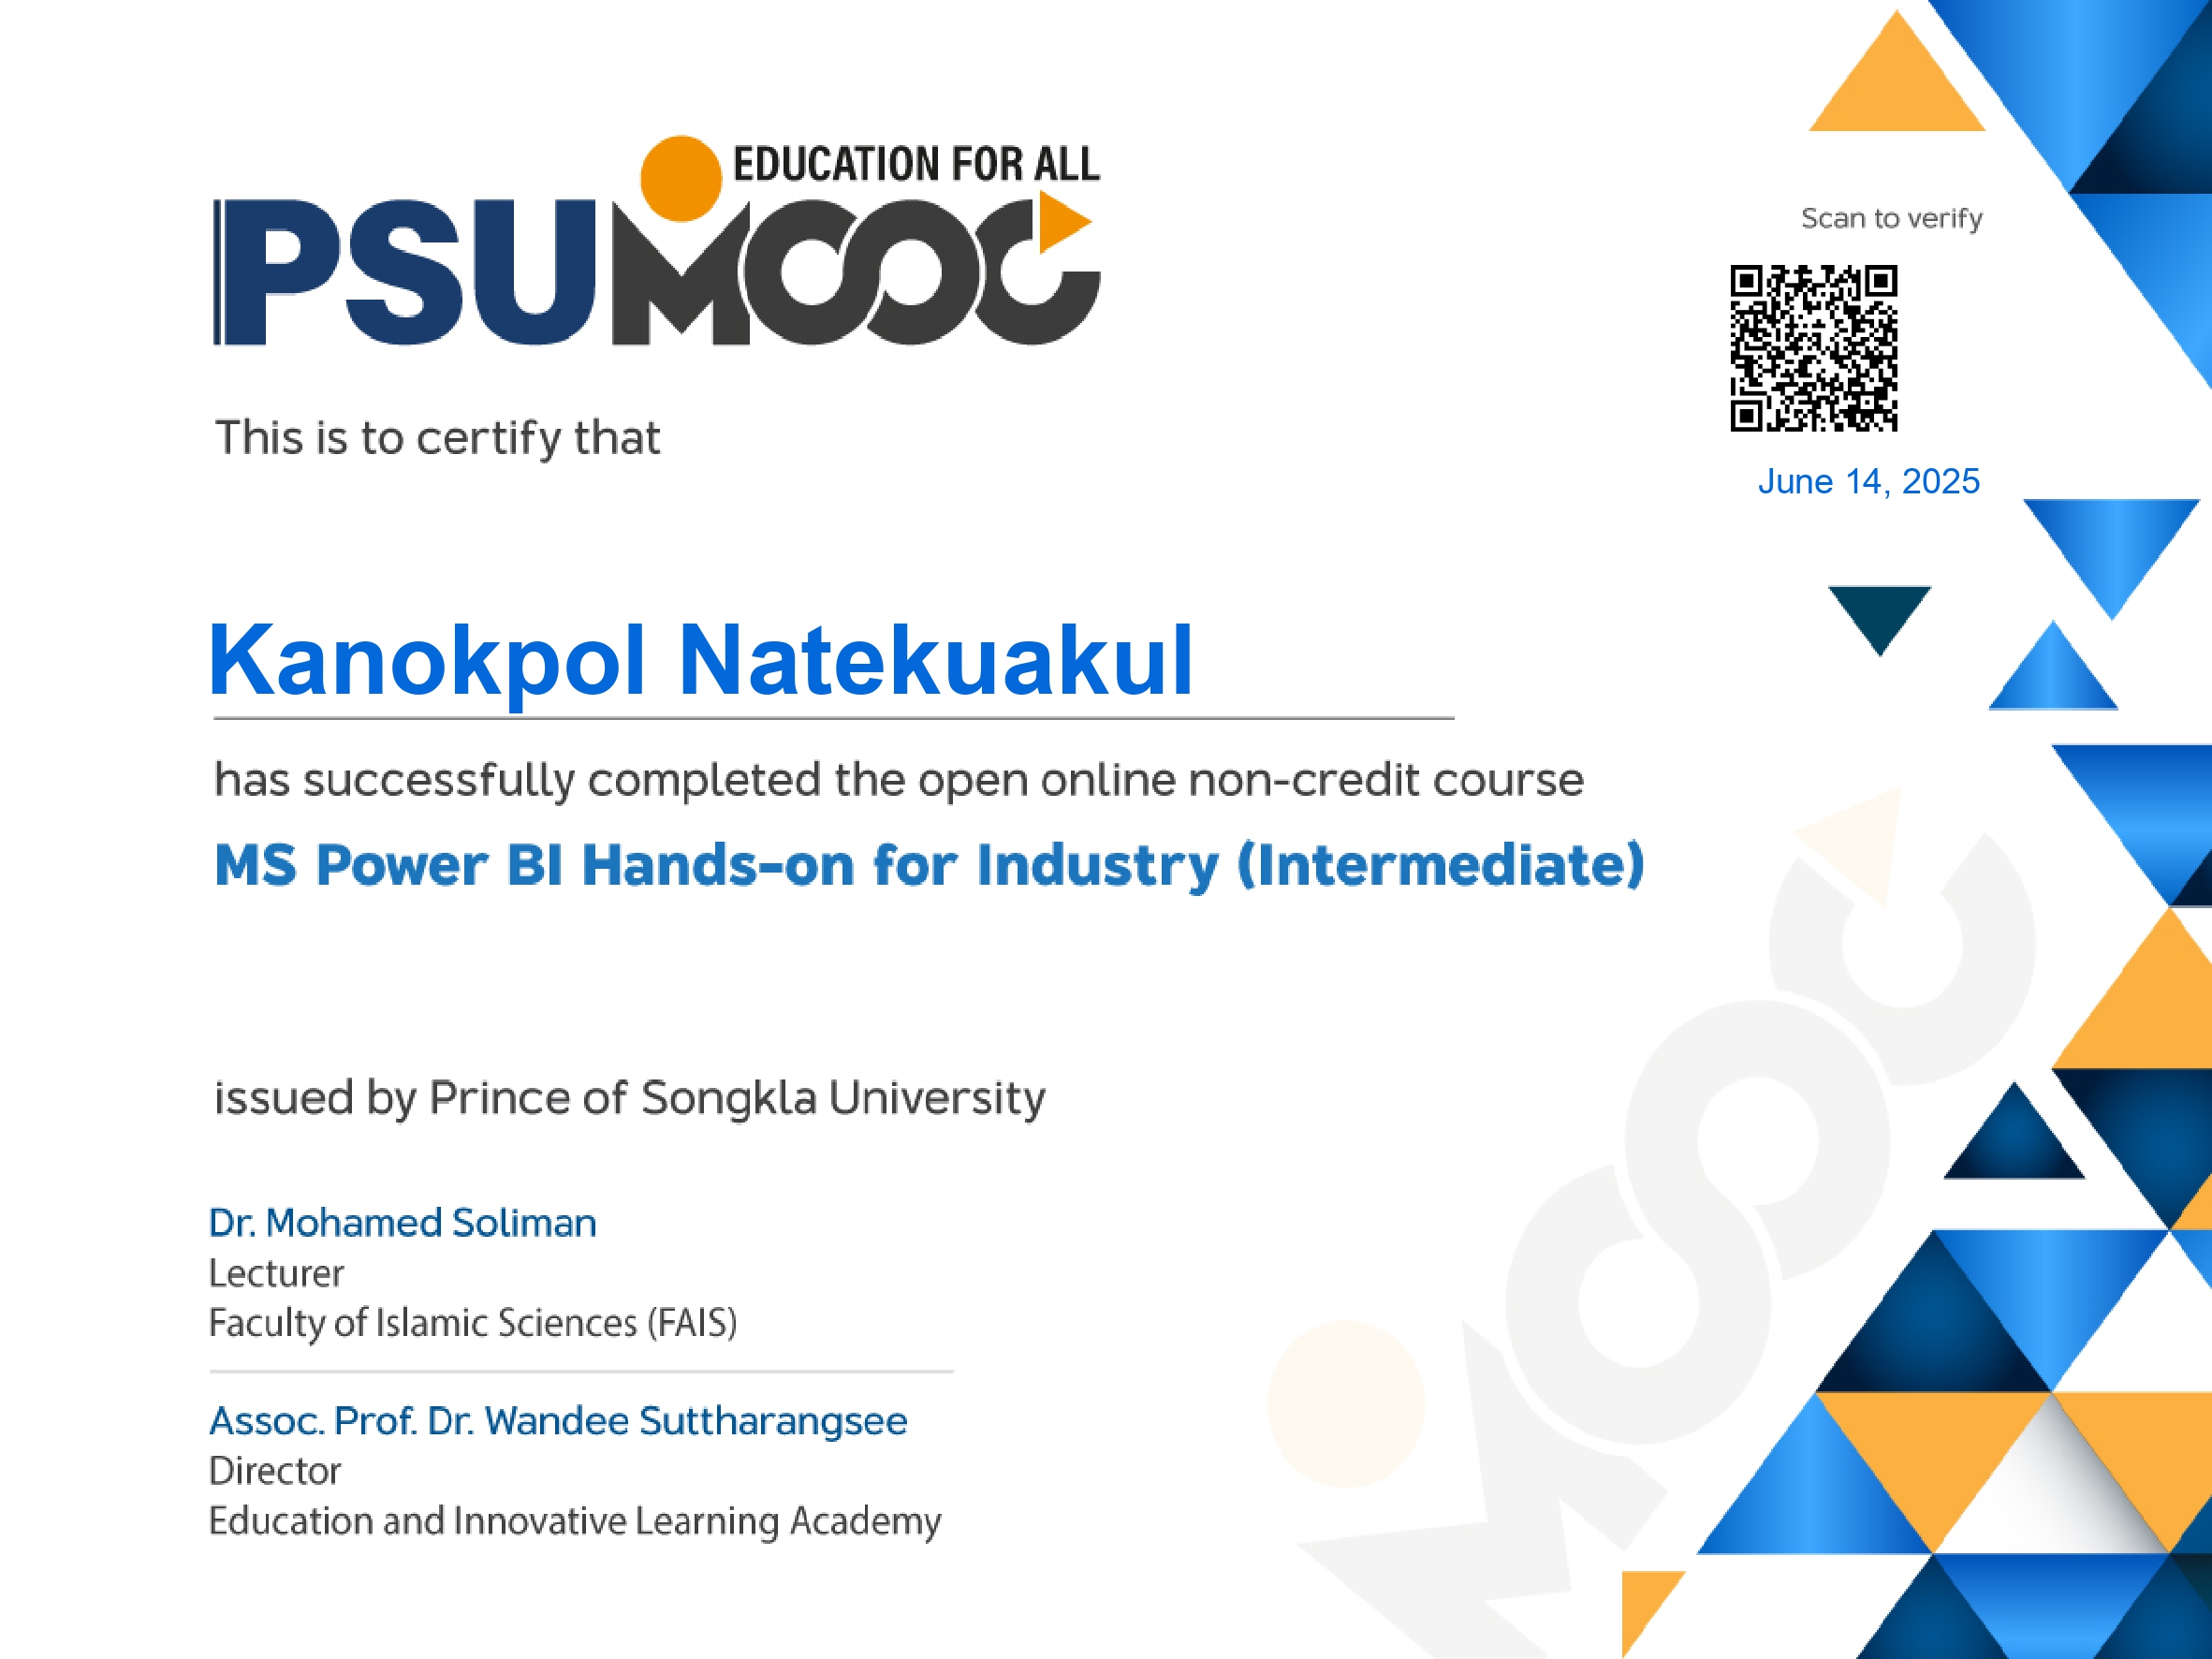 EDUCATION FOR ALL
PSUMOOC
Scan to verify
June 14, 2025
This is to certify that
Kanokpol Natekuakul
has successfully completed the open online non-credit course
MS Power BI Hands-on for Industry (Intermediate)
issued by Prince of Songkla University
Dr. Mohamed Soliman
Lecturer
Faculty of Islamic Sciences (FAIS)
Assoc. Prof. Dr. Wandee Suttharangsee
Director
Education and Innovative Learning Academy
MOOC